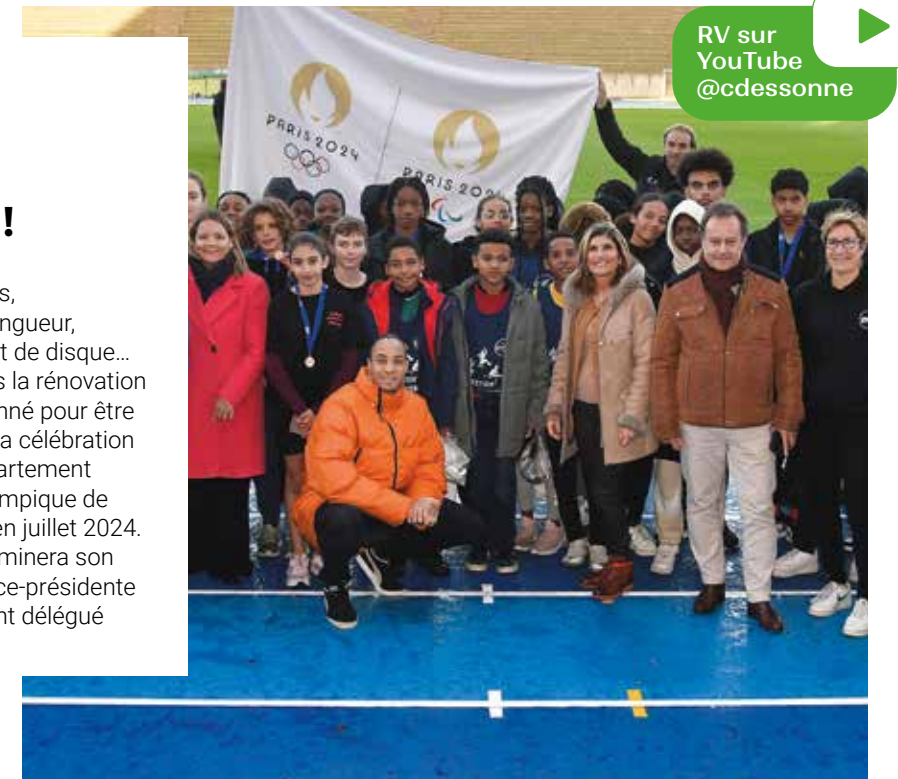 RV sur
YouTube
@cdessonne
PARIS 2024
PARIS 202
!
s,
ngueur,
t de disque…
s la rénovation
nné pour être
a célébration
artement
mpique de
en juillet 2024.
minera son
ce-présidente
nt délégué